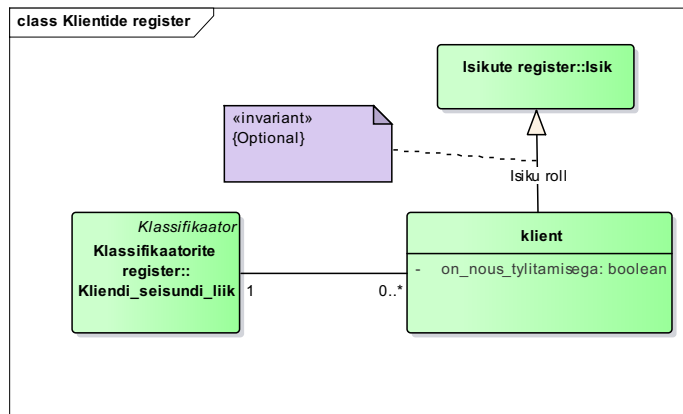 class Klientide register
Isikute register::Isik
«invariant»
{Optional}
Isiku roll
Klassifikaator
Klassifikaatorite
register::
Kliendi_seisundi_liik
1
0..*
klient
- on_nous_tylitamisega: boolean